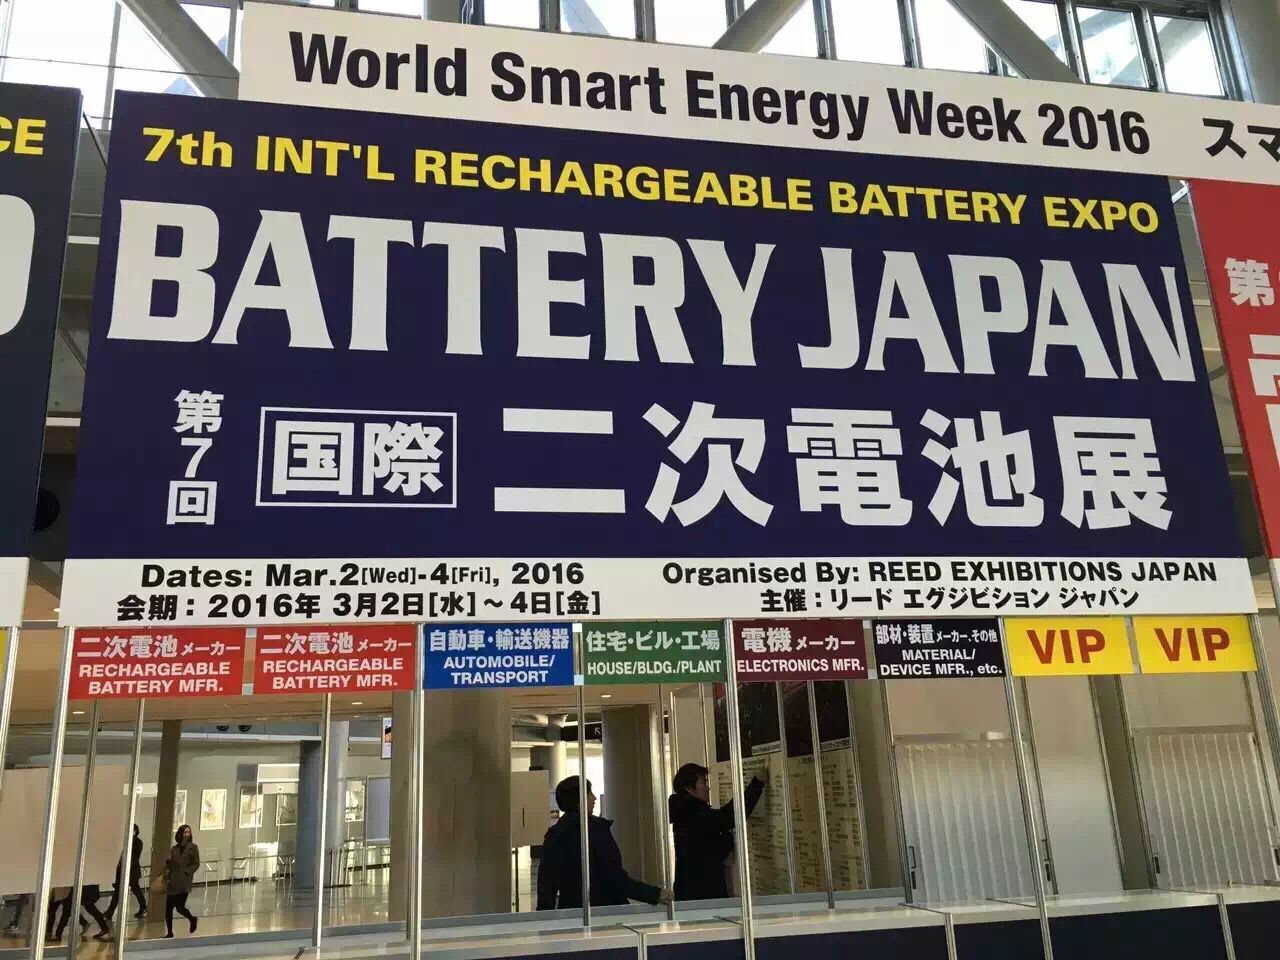 World Smart Energy Week 2016 スマ
CE
7th INT'L RECHARGEABLE BATTERY EXPO
BATTERY JAPAN
第7回 国際 二次電池展
第
Dates: Mar.2[Wed]-4[Fri], 2016
会期：2016年 3月2日[水]～4日[金]
Organised By: REED EXHIBITIONS JAPAN
主催：リード エグジビション ジャパン
二次電池 メーカー
RECHARGEABLE
BATTERY MFR.
二次電池 メーカー
RECHARGEABLE
BATTERY MFR.
自動車・輸送機器
AUTOMOBILE/
TRANSPORT
住宅・ビル・工場
HOUSE/BLDG./PLANT
電機メーカー
ELECTRONICS MFR.
部材・装置メーカー、その他
MATERIAL/
DEVICE MFR., etc.
VIP
VIP